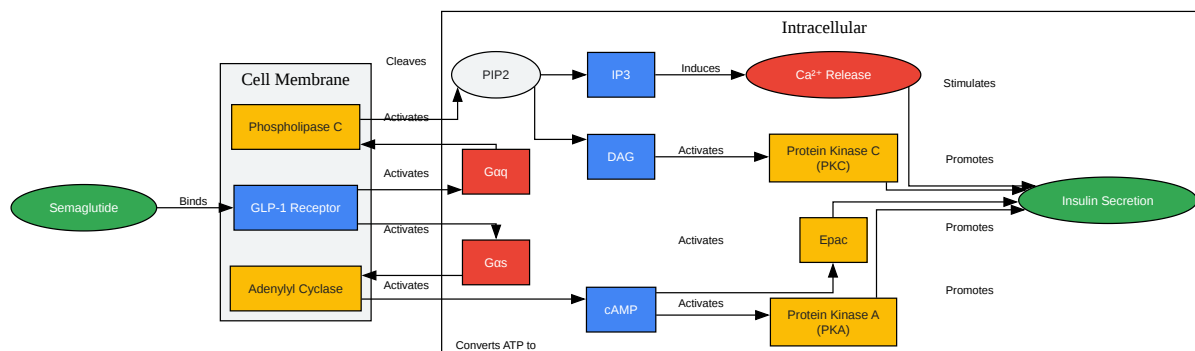 Intracellular
Cell Membrane
Cleaves
PIP2
IP3
Induces
Ca²⁺ Release
Stimulates
Phospholipase C
Activates
DAG
Activates
Protein Kinase C
(PKC)
Promotes
Gαq
Activates
Semaglutide
Binds
GLP-1 Receptor
Insulin Secretion
Activates
Gαs
Activates
Epac
Promotes
Adenylyl Cyclase
Activates
cAMP
Activates
Protein Kinase A
(PKA)
Promotes
Converts ATP to